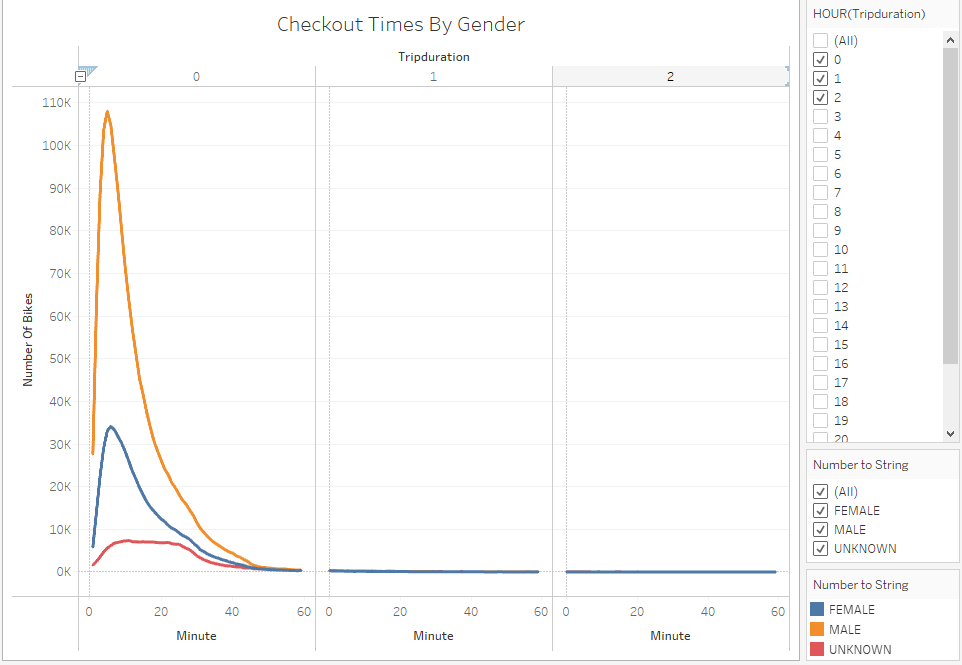 Checkout Times By Gender
Tripduration
0 1 2
Number Of Bikes
110K
100K
90K
80K
70K
60K
50K
40K
30K
20K
10K
0K
0 20 40 60 0 20 40 60 0 20 40 60
Minute Minute Minute
HOUR(Tripduration)
(All)
0
1
2
3
4
5
6
7
8
9
10
11
12
13
14
15
16
17
18
19
20
Number to String
(All)
FEMALE
MALE
UNKNOWN
Number to String
FEMALE
MALE
UNKNOWN